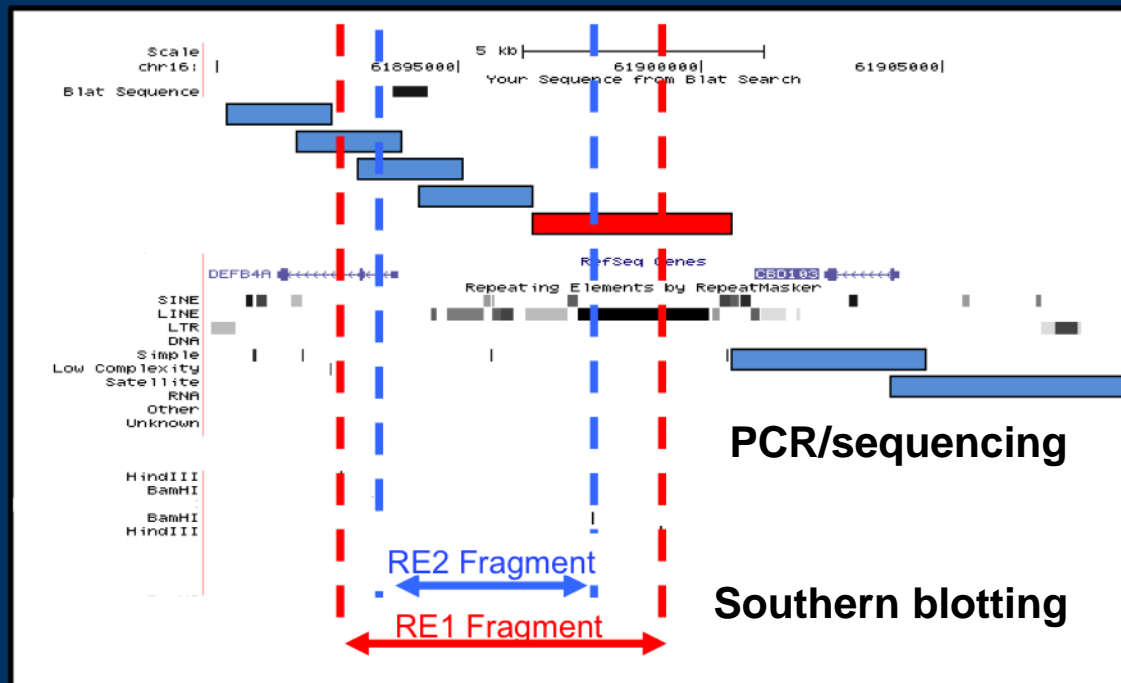 Scale 5 kb
chr16: 61895000 61900000 61905000
Your Sequence from Blat Search
Blat Sequence
RefSeq Genes
DEFB4A CBD103
Repeating Elements by RepeatMasker
SINE
LINE
LTR
DNA
Simple
Low Complexity
Satellite
RNA
Other
Unknown
PCR/sequencing
HindIII
BamHI
BamHI
HindIII
RE2 Fragment
Southern blotting
RE1 Fragment